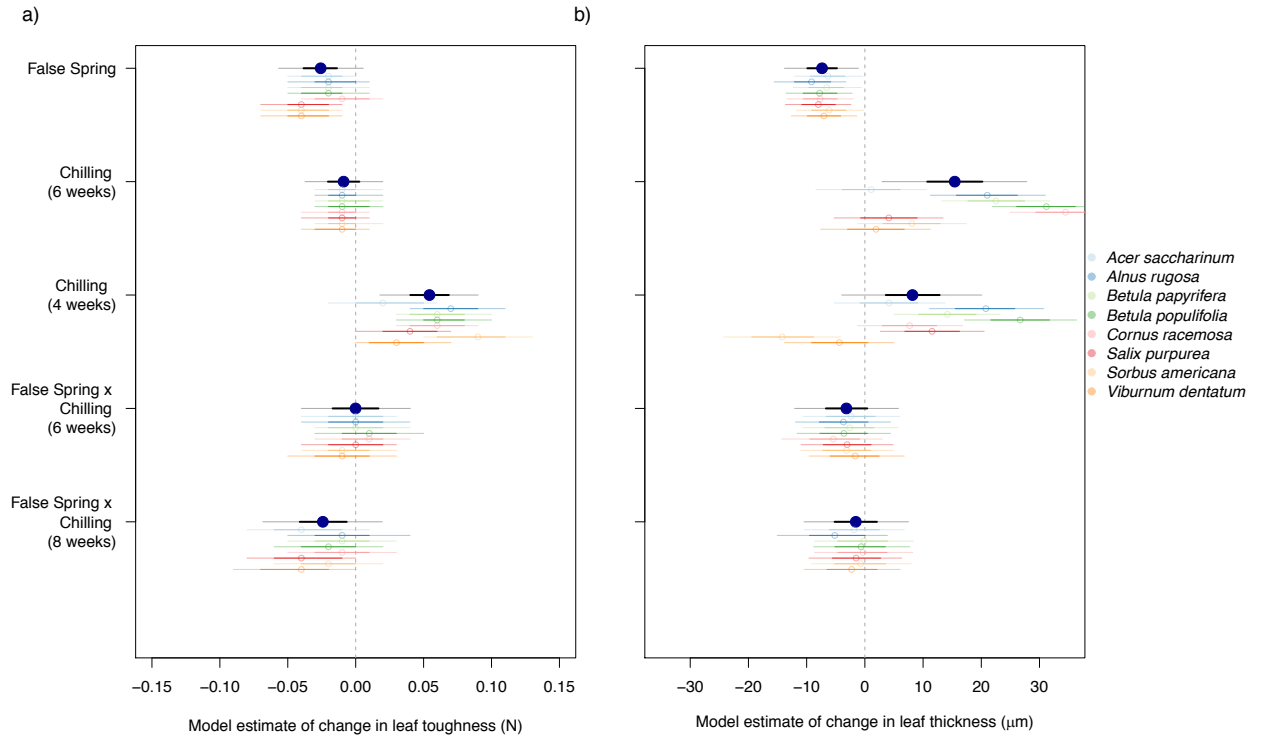 a)
False Spring
Chilling
(6 weeks)
Chilling
(4 weeks)
False Spring x
Chilling
(6 weeks)
False Spring x
Chilling
(8 weeks)
−0.15 −0.10 −0.05 0.00 0.05 0.10 0.15
Model estimate of change in leaf toughness (N)
b)
−30 −20 −10 0 10 20 30
Model estimate of change in leaf thickness (μm)
Acer saccharinum
Alnus rugosa
Betula papyrifera
Betula populifolia
Cornus racemosa
Salix purpurea
Sorbus americana
Viburnum dentatum